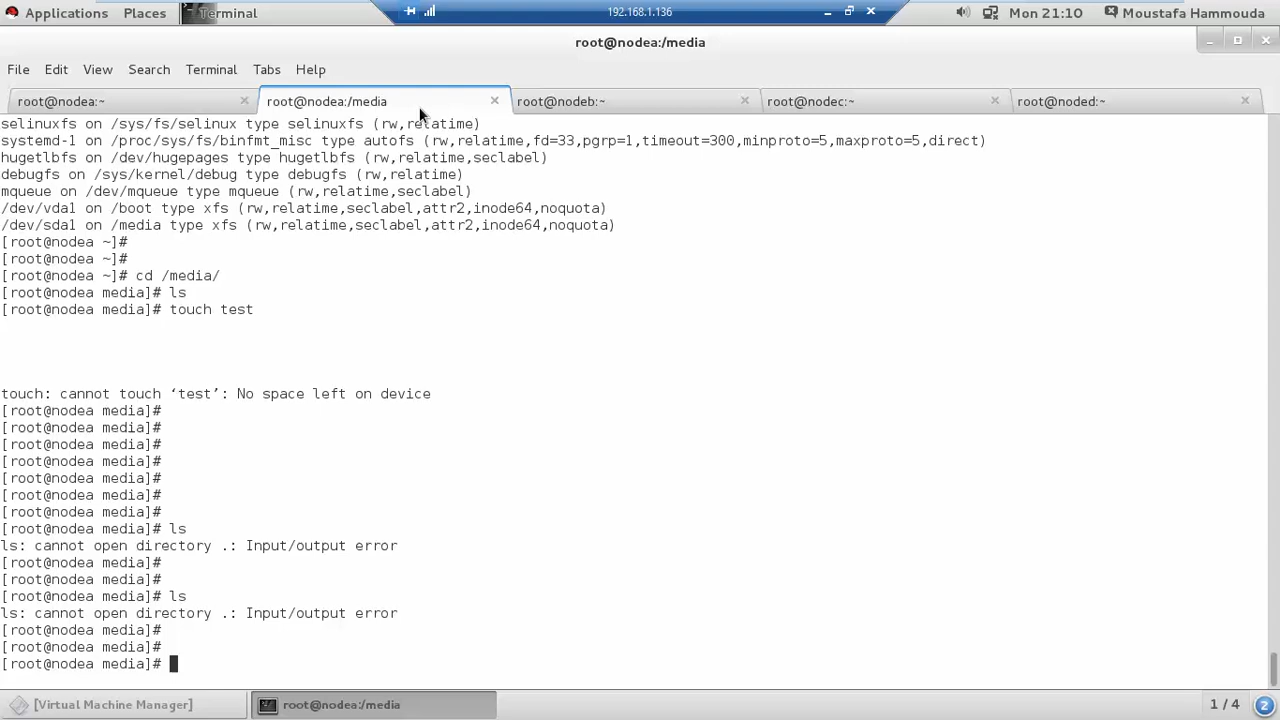 Applications Places Terminal 192.168.1.136 Mon 21:10 Moustafa Hammouda
root@nodea:/media
File Edit View Search Terminal Tabs Help
root@nodea:~ root@nodea:/media root@nodeb:~ root@nodec:~ root@noded:~
selinuxfs on /sys/fs/selinux type selinuxfs (rw,relatime)
systemd-1 on /proc/sys/fs/binfmt_misc type autofs (rw,relatime,fd=33,pgrp=1,timeout=300,minproto=5,maxproto=5,direct)
hugetlbfs on /dev/hugepages type hugetlbfs (rw,relatime,seclabel)
debugfs on /sys/kernel/debug type debugfs (rw,relatime)
mqueue on /dev/mqueue type mqueue (rw,relatime,seclabel)
/dev/vda1 on /boot type xfs (rw,relatime,seclabel,attr2,inode64,noquota)
/dev/sda1 on /media type xfs (rw,relatime,seclabel,attr2,inode64,noquota)
[root@nodea ~]#
[root@nodea ~]#
[root@nodea ~]# cd /media/
[root@nodea media]# ls
[root@nodea media]# touch test
touch: cannot touch ‘test’: No space left on device
[root@nodea media]#
[root@nodea media]#
[root@nodea media]#
[root@nodea media]#
[root@nodea media]#
[root@nodea media]#
[root@nodea media]#
[root@nodea media]# ls
ls: cannot open directory .: Input/output error
[root@nodea media]#
[root@nodea media]#
[root@nodea media]# ls
ls: cannot open directory .: Input/output error
[root@nodea media]#
[root@nodea media]#
[root@nodea media]#
[Virtual Machine Manager] root@nodea:/media 1 / 4 2